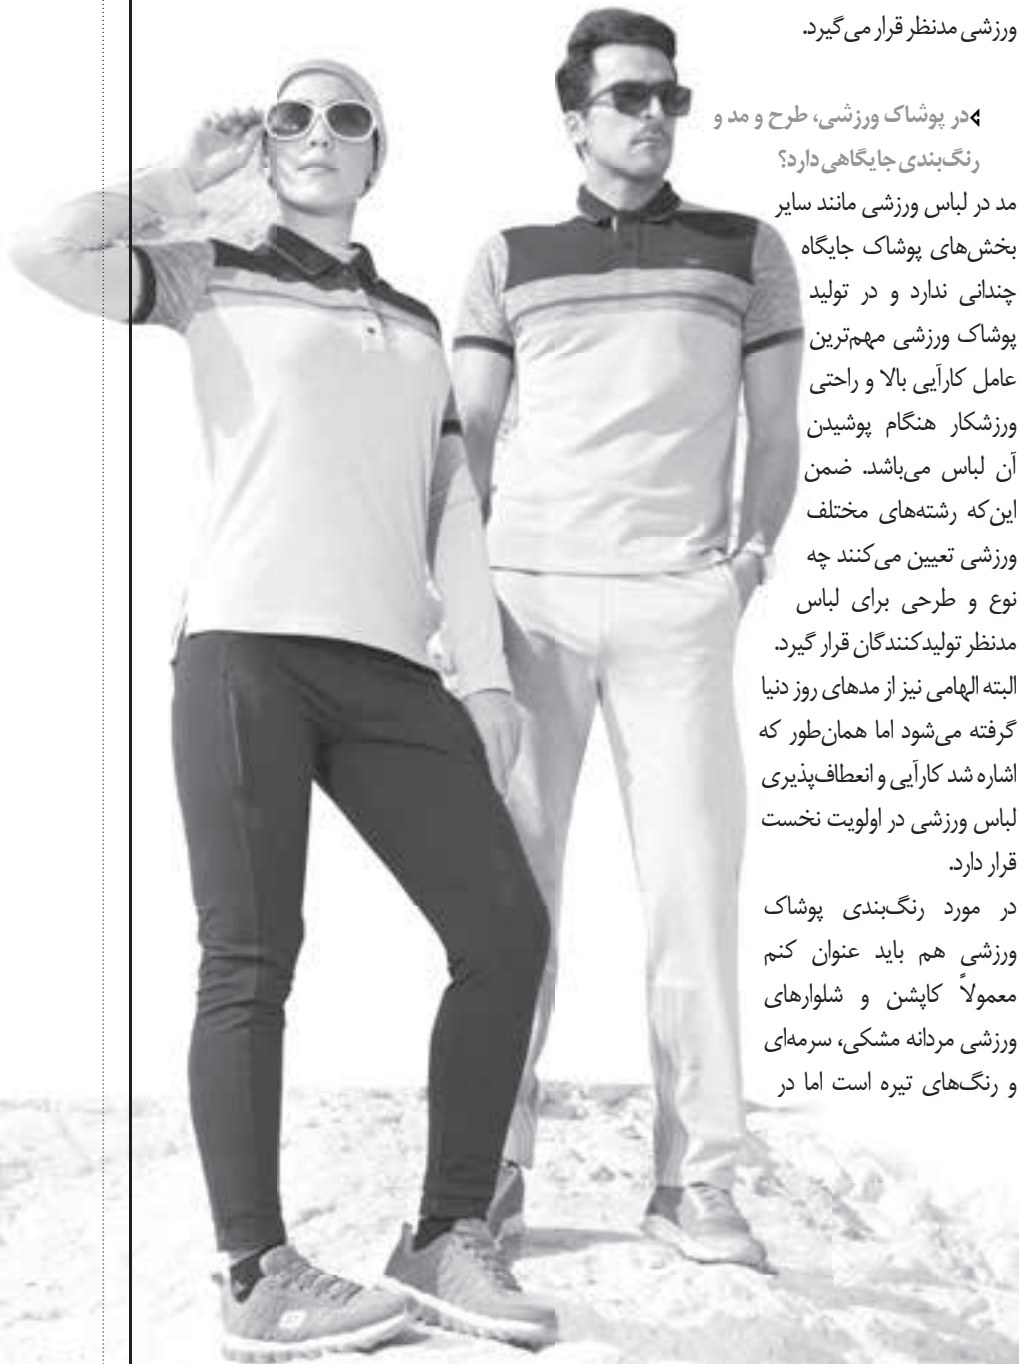 ورزشی مدنظر قرار می‌گیرد.
در پوشاک ورزشی، طرح و مد و
رنگ‌بندی جایگاهی دارد؟
مد در لباس ورزشی مانند سایر
بخش‌های پوشاک جایگاه
چندانی ندارد و در تولید
پوشاک ورزشی مهم‌ترین
عامل کارآیی بالا و راحتی
ورزشکار هنگام پوشیدن
آن لباس می‌باشد. ضمن
این‌که رشته‌های مختلف
ورزشی تعیین می‌کنند چه
نوع و طرحی برای لباس
مدنظر تولیدکنندگان قرار گیرد.
البته الهامی نیز از مدهای روز دنیا
گرفته می‌شود اما همان‌طور که
اشاره شد کارآیی و انعطاف‌پذیری
لباس ورزشی در اولویت نخست
قرار دارد.
در مورد رنگ‌بندی پوشاک
ورزشی هم باید عنوان کنم
معمولاً کاپشن و شلوارهای
ورزشی مردانه مشکی، سرمه‌ای
و رنگ‌های تیره است اما در